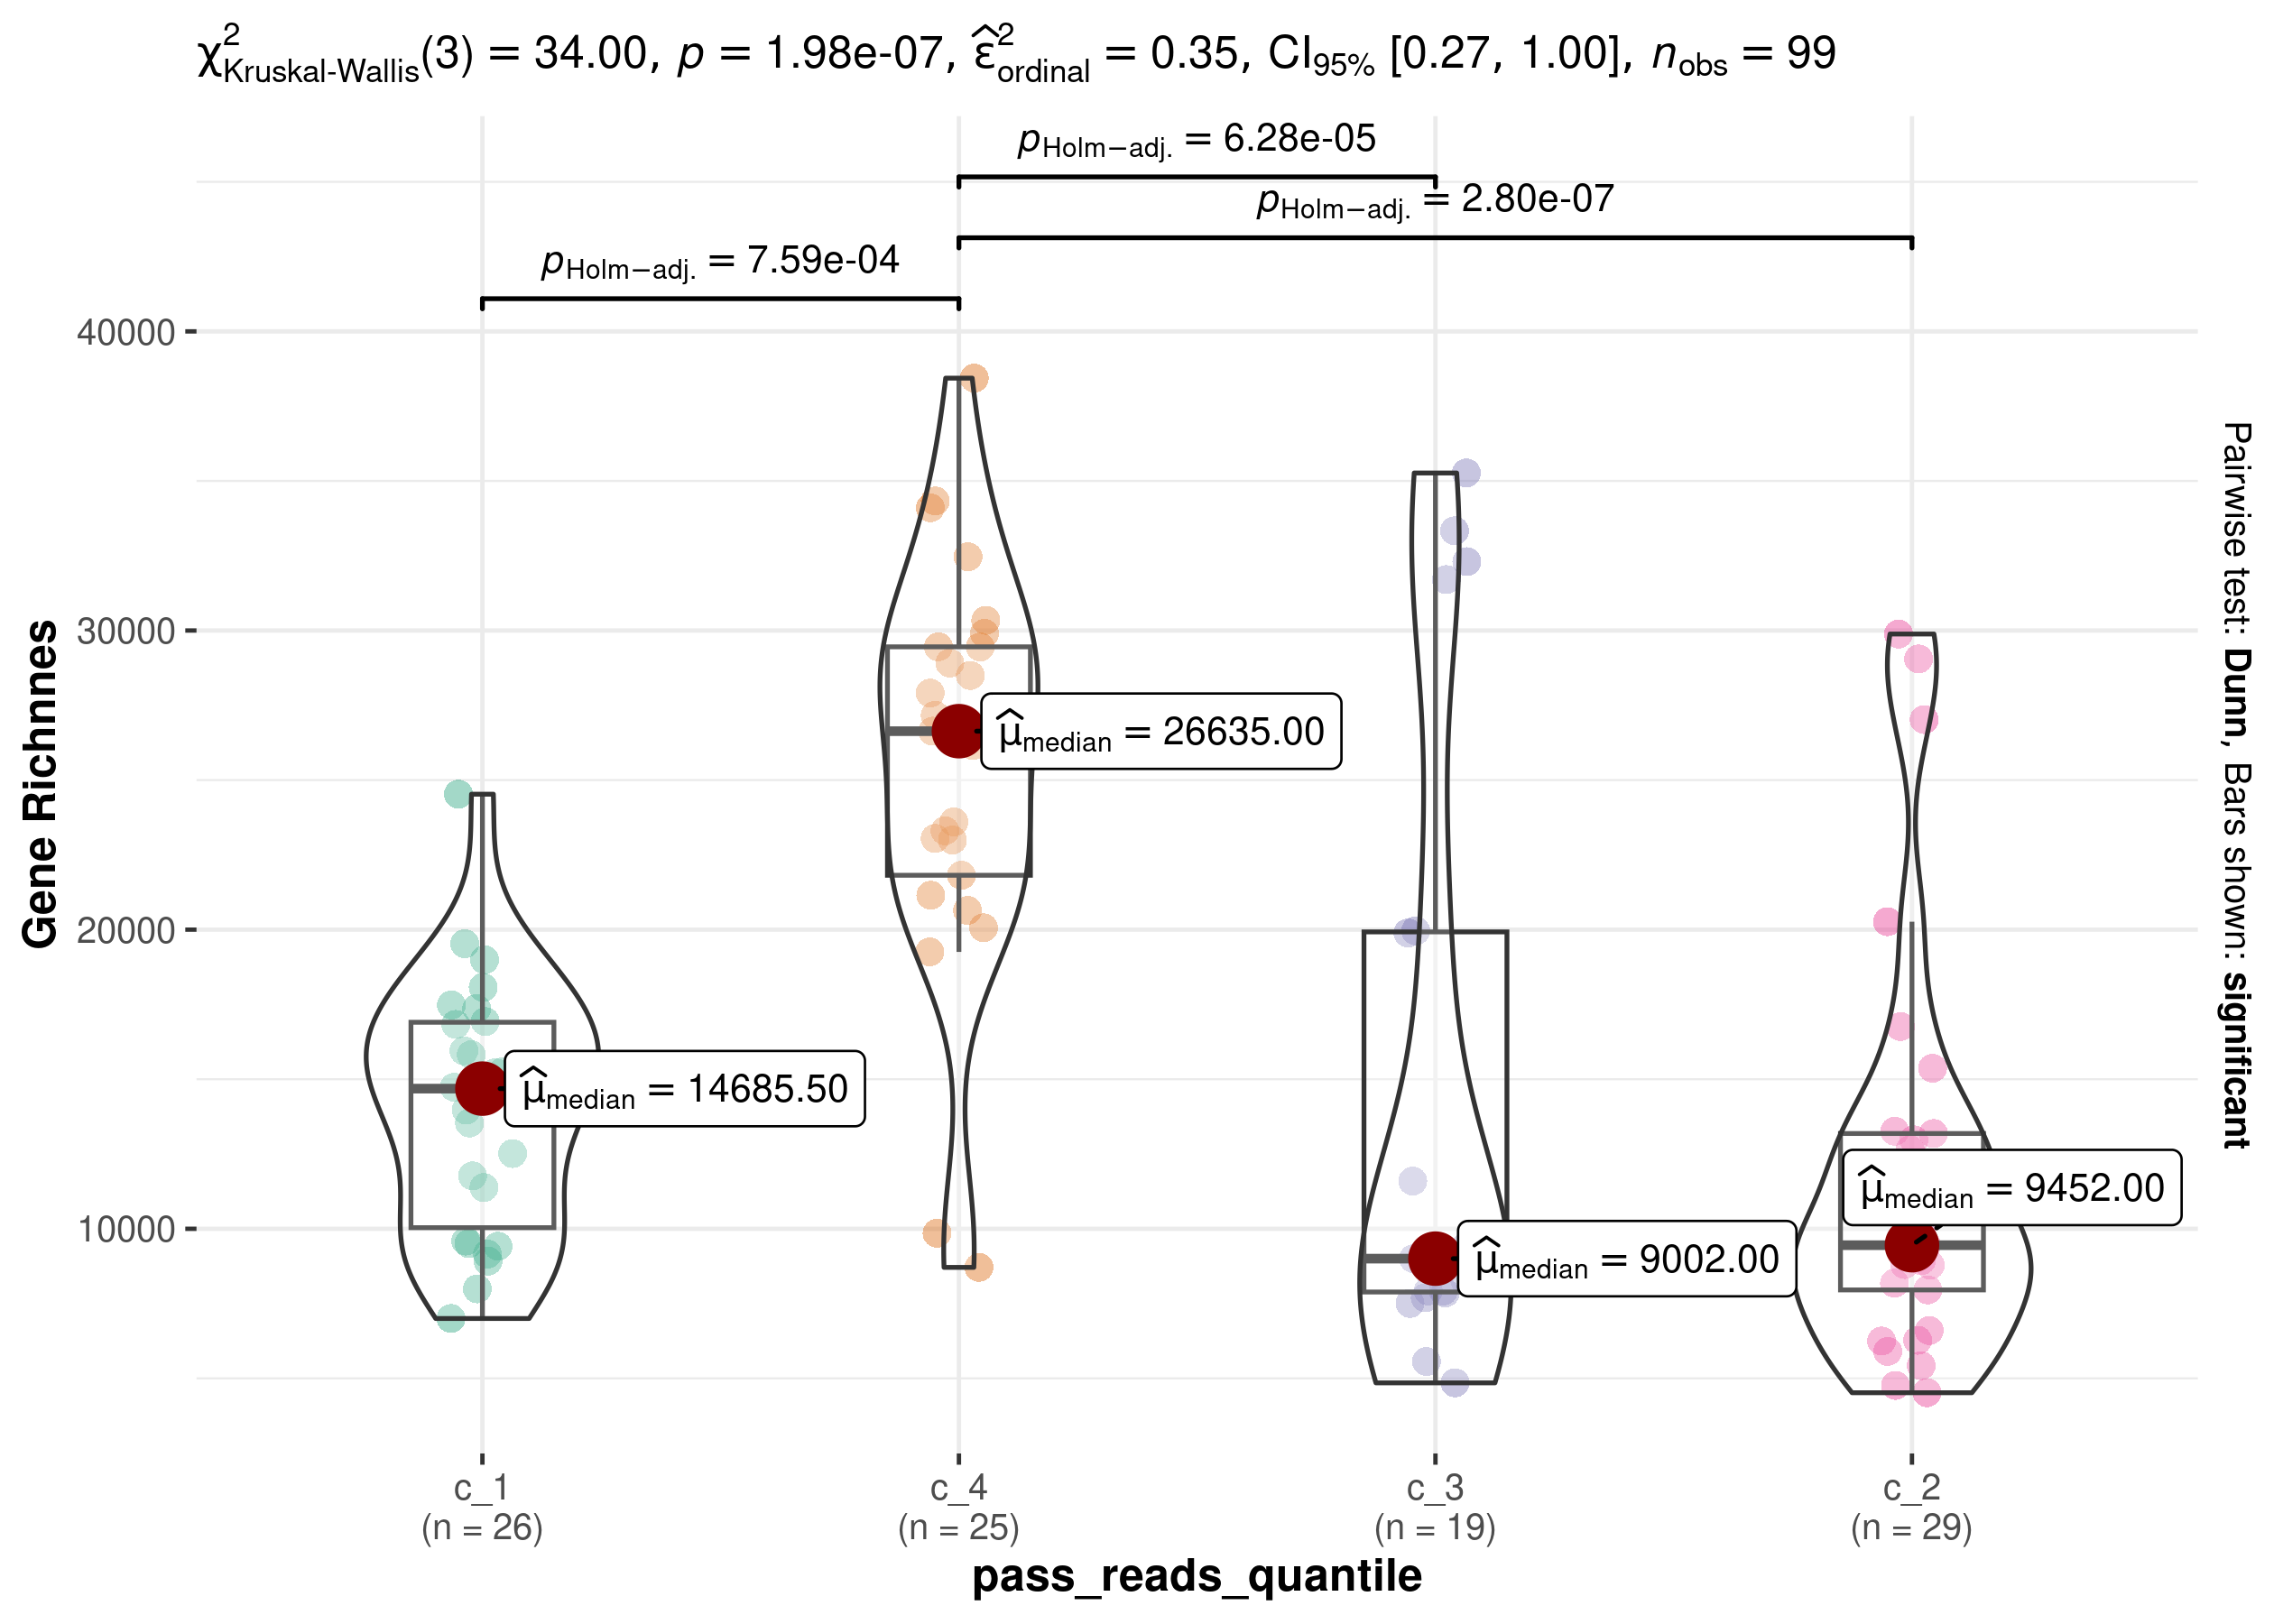 χ²Kruskal-Wallis(3) = 34.00, p = 1.98e-07, ε̂²ordinal = 0.35, CI95% [0.27, 1.00], nobs = 99
pHolm−adj. = 6.28e-05
pHolm−adj. = 2.80e-07
pHolm−adj. = 7.59e-04
Gene Richnnes
40000
30000
20000
10000
μ̂median = 26635.00
μ̂median = 14685.50
μ̂median = 9452.00
μ̂median = 9002.00
Pairwise test: Dunn, Bars shown: significant
c_1
(n = 26)
c_4
(n = 25)
c_3
(n = 19)
c_2
(n = 29)
pass_reads_quantile